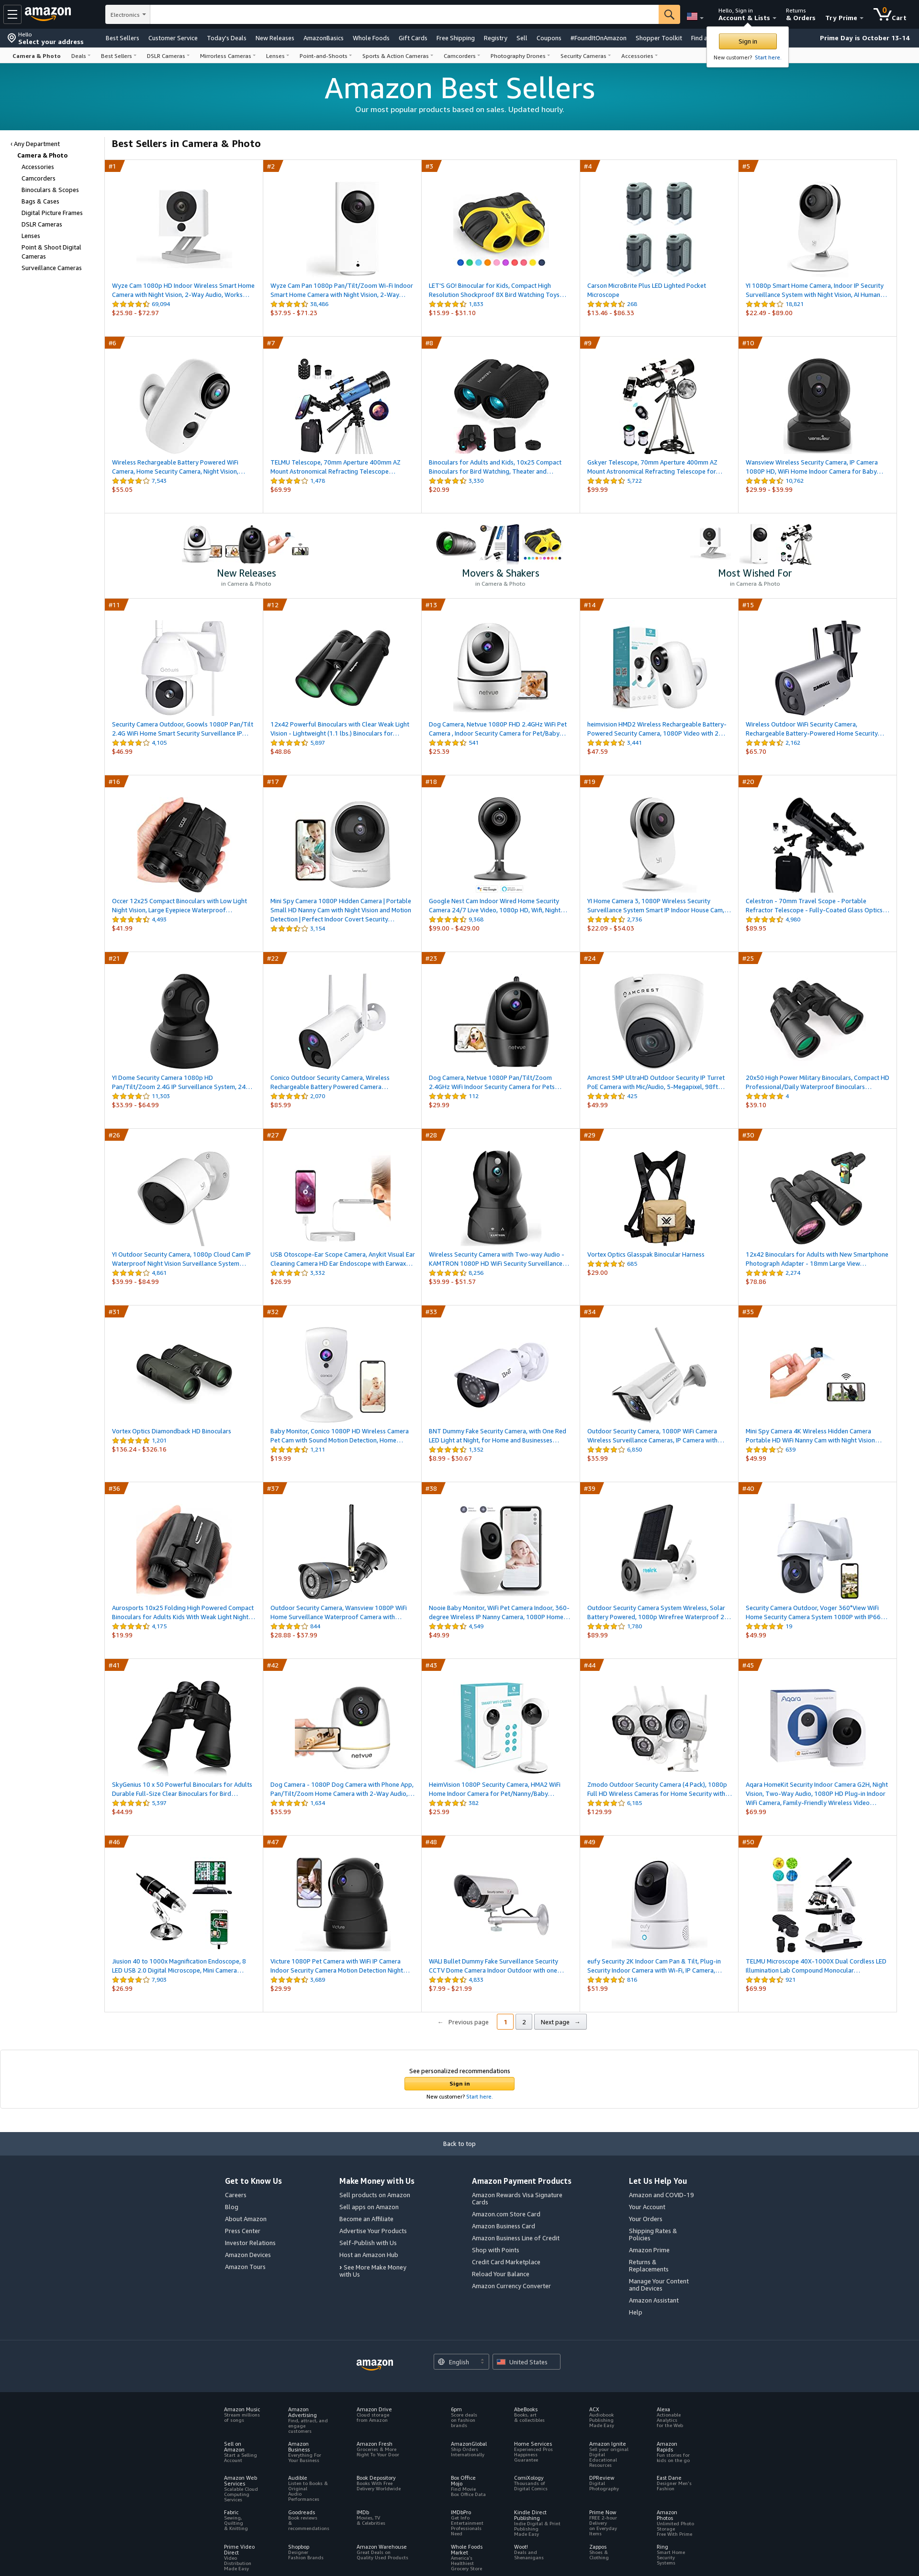 amazon
Electronics
Hello, Sign in
Account & Lists
Returns
& Orders
Try Prime
0
Cart
Hello
Select your address
Best Sellers Customer Service Today's Deals New Releases AmazonBasics Whole Foods Gift Cards Free Shipping Registry Sell Coupons #FoundItOnAmazon Shopper Toolkit Find a
Prime Day is October 13-14
Sign in
New customer? Start here.
Camera & Photo Deals Best Sellers DSLR Cameras Mirrorless Cameras Lenses Point-and-Shoots Sports & Action Cameras Camcorders Photography Drones Security Cameras Accessories
Amazon Best Sellers
Our most popular products based on sales. Updated hourly.
‹ Any Department
Camera & Photo
Accessories
Camcorders
Binoculars & Scopes
Bags & Cases
Digital Picture Frames
DSLR Cameras
Lenses
Point & Shoot Digital
Cameras
Surveillance Cameras
Best Sellers in Camera & Photo
#1
Wyze Cam 1080p HD Indoor Wireless Smart Home
Camera with Night Vision, 2-Way Audio, Works…
69,094
$25.98 - $72.97
#2
Wyze Cam Pan 1080p Pan/Tilt/Zoom Wi-Fi Indoor
Smart Home Camera with Night Vision, 2-Way…
38,486
$37.95 - $71.23
#3
LET'S GO! Binocular for Kids, Compact High
Resolution Shockproof 8X Bird Watching Toys…
1,833
$15.99 - $31.10
#4
Carson MicroBrite Plus LED Lighted Pocket
Microscope
268
$13.46 - $86.33
#5
YI 1080p Smart Home Camera, Indoor IP Security
Surveillance System with Night Vision, AI Human…
18,821
$22.49 - $89.00
#6
Wireless Rechargeable Battery Powered WiFi
Camera, Home Security Camera, Night Vision,…
7,543
$55.05
#7
TELMU Telescope, 70mm Aperture 400mm AZ
Mount Astronomical Refracting Telescope…
1,478
$69.99
#8
Binoculars for Adults and Kids, 10x25 Compact
Binoculars for Bird Watching, Theater and…
3,330
$20.99
#9
Gskyer Telescope, 70mm Aperture 400mm AZ
Mount Astronomical Refracting Telescope for…
5,722
$99.99
#10
Wansview Wireless Security Camera, IP Camera
1080P HD, WiFi Home Indoor Camera for Baby…
10,762
$29.99 - $39.99
New Releases
in Camera & Photo
Movers & Shakers
in Camera & Photo
Most Wished For
in Camera & Photo
#11
Security Camera Outdoor, Goowls 1080P Pan/Tilt
2.4G WiFi Home Smart Security Surveillance IP…
4,105
$46.99
#12
12x42 Powerful Binoculars with Clear Weak Light
Vision - Lightweight (1.1 lbs.) Binoculars for…
5,897
$48.86
#13
netvue
Dog Camera, Netvue 1080P FHD 2.4GHz WiFi Pet
Camera , Indoor Security Camera for Pet/Baby…
541
$25.39
#14
heimvision HMD2 Wireless Rechargeable Battery-
Powered Security Camera, 1080P Video with 2…
3,441
$47.59
#15
Wireless Outdoor WiFi Security Camera,
Rechargeable Battery-Powered Home Security…
2,162
$65.70
#16
Occer 12x25 Compact Binoculars with Low Light
Night Vision, Large Eyepiece Waterproof…
4,493
$41.99
#17
Mini Spy Camera 1080P Hidden Camera | Portable
Small HD Nanny Cam with Night Vision and Motion
Detection | Perfect Indoor Covert Security…
3,154
#18
Google Nest Cam Indoor Wired Home Security
Camera 24/7 Live Video, 1080p HD, Wifi, Night…
9,368
$99.00 - $429.00
#19
YI Home Camera 3, 1080P Wireless Security
Surveillance System Smart IP Indoor House Cam,…
2,736
$22.09 - $54.03
#20
Celestron - 70mm Travel Scope - Portable
Refractor Telescope - Fully-Coated Glass Optics…
4,980
$89.95
#21
YI Dome Security Camera 1080p HD
Pan/Tilt/Zoom 2.4G IP Surveillance System, 24…
11,303
$33.99 - $64.99
#22
Conico Outdoor Security Camera, Wireless
Rechargeable Battery Powered Camera…
2,070
$85.99
#23
netvue
Dog Camera, Netvue 1080P Pan/Tilt/Zoom
2.4GHz WiFi Indoor Security Camera for Pets…
112
$29.99
#24
AMCREST
Amcrest 5MP UltraHD Outdoor Security IP Turret
PoE Camera with Mic/Audio, 5-Megapixel, 98ft…
425
$49.99
#25
20x50 High Power Military Binoculars, Compact HD
Professional/Daily Waterproof Binoculars…
4
$39.10
#26
YI Outdoor Security Camera, 1080p Cloud Cam IP
Waterproof Night Vision Surveillance System…
4,861
$39.99 - $84.99
#27
USB Otoscope-Ear Scope Camera, Anykit Visual Ear
Cleaning Camera HD Ear Endoscope with Earwax…
3,332
$26.99
#28
Wireless Security Camera with Two-way Audio -
KAMTRON 1080P HD WiFi Security Surveillance…
8,256
$39.99 - $51.57
#29
Vortex Optics Glasspak Binocular Harness
685
$29.00
#30
12x42 Binoculars for Adults with New Smartphone
Photograph Adapter - 18mm Large View…
2,274
$78.86
#31
Vortex Optics Diamondback HD Binoculars
1,201
$136.24 - $326.16
#32
Baby Monitor, Conico 1080P HD Wireless Camera
Pet Cam with Sound Motion Detection, Home…
1,211
$19.99
#33
BNT Dummy Fake Security Camera, with One Red
LED Light at Night, for Home and Businesses…
1,352
$8.99 - $30.67
#34
Outdoor Security Camera, 1080P WiFi Camera
Wireless Surveillance Cameras, IP Camera with…
6,850
$35.99
#35
Mini Spy Camera 4K Wireless Hidden Camera
Portable HD WiFi Nanny Cam with Night Vision…
639
$49.99
#36
Aurosports 10x25 Folding High Powered Compact
Binoculars for Adults Kids With Weak Light Night…
4,175
$19.99
#37
Outdoor Security Camera, Wansview 1080P WiFi
Home Surveillance Waterproof Camera with…
844
$28.88 - $37.99
#38
Nooie Baby Monitor, WiFi Pet Camera Indoor, 360-
degree Wireless IP Nanny Camera, 1080P Home…
4,549
$49.99
#39
Outdoor Security Camera System Wireless, Solar
Battery Powered, 1080p Wirefree Waterproof 2…
1,780
$89.99
#40
Security Camera Outdoor, Voger 360°View WiFi
Home Security Camera System 1080P with IP66…
19
$49.99
#41
SkyGenius 10 x 50 Powerful Binoculars for Adults
Durable Full-Size Clear Binoculars for Bird…
5,397
$44.99
#42
netvue
Dog Camera - 1080P Dog Camera with Phone App,
Pan/Tilt/Zoom Home Camera with 2-Way Audio,…
1,634
$35.99
#43
HeimVision 1080P Security Camera, HMA2 WiFi
Home Indoor Camera for Pet/Nanny/Baby…
382
$25.99
#44
Zmodo Outdoor Security Camera (4 Pack), 1080p
Full HD Wireless Cameras for Home Security with…
6,185
$129.99
#45
Aqara
Aqara HomeKit Security Indoor Camera G2H, Night
Vision, Two-Way Audio, 1080P HD Plug-in Indoor
WiFi Camera, Family-Friendly Wireless Video…
$69.99
#46
Jiusion 40 to 1000x Magnification Endoscope, 8
LED USB 2.0 Digital Microscope, Mini Camera…
7,903
$26.99
#47
Victure 1080P Pet Camera with WiFi IP Camera
Indoor Security Camera Motion Detection Night…
3,689
$29.99
#48
WALI Bullet Dummy Fake Surveillance Security
CCTV Dome Camera Indoor Outdoor with one…
4,833
$7.99 - $21.99
#49
eufy Security 2K Indoor Cam Pan & Tilt, Plug-in
Security Indoor Camera with Wi-Fi, IP Camera,…
816
$51.99
#50
TELMU Microscope 40X-1000X Dual Cordless LED
Illumination Lab Compound Monocular…
921
$69.99
← Previous page 1 2 Next page →
See personalized recommendations
Sign in
New customer? Start here.
Back to top
Get to Know Us
Careers
Blog
About Amazon
Press Center
Investor Relations
Amazon Devices
Amazon Tours
Make Money with Us
Sell products on Amazon
Sell apps on Amazon
Become an Affiliate
Advertise Your Products
Self-Publish with Us
Host an Amazon Hub
› See More Make Money
with Us
Amazon Payment Products
Amazon Rewards Visa Signature
Cards
Amazon.com Store Card
Amazon Business Card
Amazon Business Line of Credit
Shop with Points
Credit Card Marketplace
Reload Your Balance
Amazon Currency Converter
Let Us Help You
Amazon and COVID-19
Your Account
Your Orders
Shipping Rates &
Policies
Amazon Prime
Returns &
Replacements
Manage Your Content
and Devices
Amazon Assistant
Help
amazon
English
United States
Amazon Music
Stream millions
of songs
Amazon
Advertising
Find, attract, and
engage
customers
Amazon Drive
Cloud storage
from Amazon
6pm
Score deals
on fashion
brands
AbeBooks
Books, art
& collectibles
ACX
Audiobook
Publishing
Made Easy
Alexa
Actionable
Analytics
for the Web
Sell on
Amazon
Start a Selling
Account
Amazon
Business
Everything For
Your Business
Amazon Fresh
Groceries & More
Right To Your Door
AmazonGlobal
Ship Orders
Internationally
Home Services
Experienced Pros
Happiness
Guarantee
Amazon Ignite
Sell your original
Digital
Educational
Resources
Amazon
Rapids
Fun stories for
kids on the go
Amazon Web
Services
Scalable Cloud
Computing
Services
Audible
Listen to Books &
Original
Audio
Performances
Book Depository
Books With Free
Delivery Worldwide
Box Office
Mojo
Find Movie
Box Office Data
ComiXology
Thousands of
Digital Comics
DPReview
Digital
Photography
East Dane
Designer Men's
Fashion
Fabric
Sewing,
Quilting
& Knitting
Goodreads
Book reviews
&
recommendations
IMDb
Movies, TV
& Celebrities
IMDbPro
Get Info
Entertainment
Professionals
Need
Kindle Direct
Publishing
Indie Digital & Print
Publishing
Made Easy
Prime Now
FREE 2-hour
Delivery
on Everyday
Items
Amazon
Photos
Unlimited Photo
Storage
Free With Prime
Prime Video
Direct
Video
Distribution
Made Easy
Shopbop
Designer
Fashion Brands
Amazon Warehouse
Great Deals on
Quality Used Products
Whole Foods
Market
America's
Healthiest
Grocery Store
Woot!
Deals and
Shenanigans
Zappos
Shoes &
Clothing
Ring
Smart Home
Security
Systems